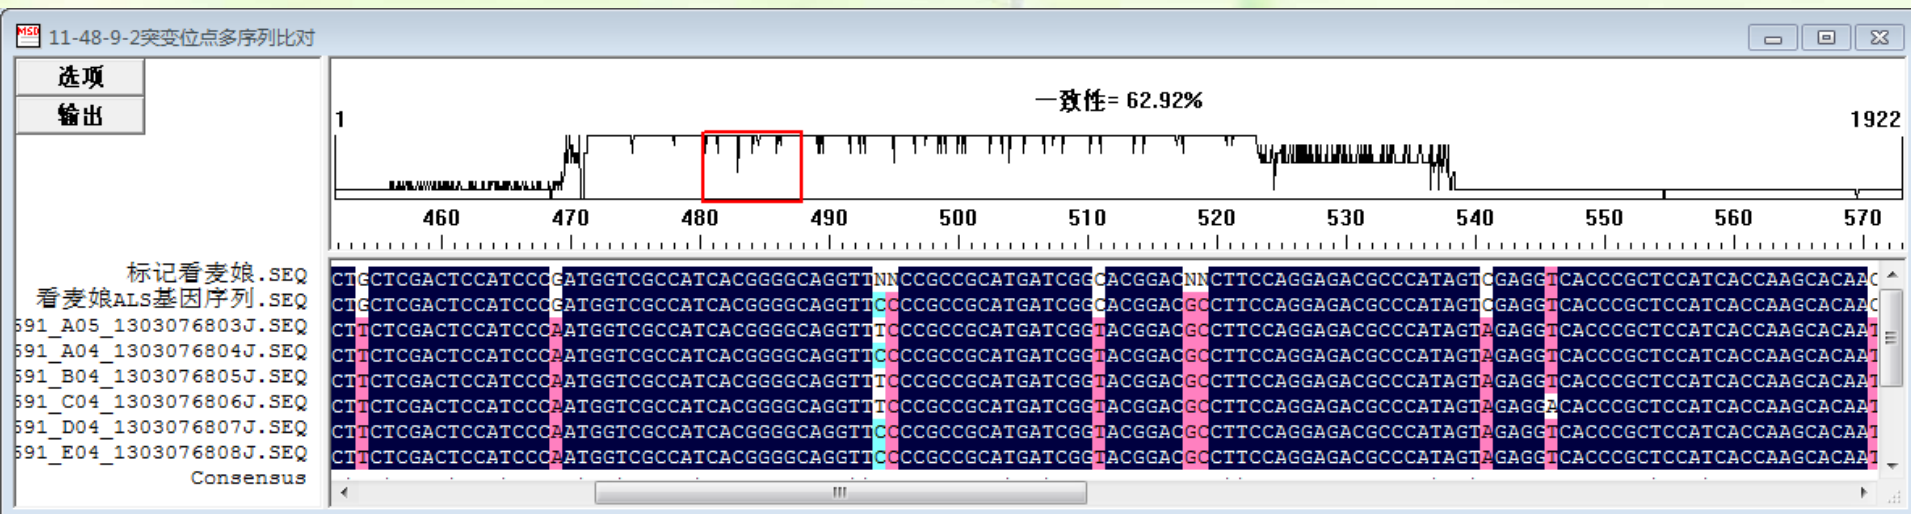 11-48-9-2突变位点多序列比对
选项
输出
一致性= 62.92%
1
1922
460 470 480 490 500 510 520 530 540 550 560 570
标记看麦娘.SEQ CTGCTCGACTCCATCCCGATGGTCGCCATCACGGGGCAGGTTNNCCGCCGCATGATCGGCACGGACNNCTTCCAGGAGACGCCCATAGTCGAGGTCACCCGCTCCATCACCAAGCACAAC
看麦娘ALS基因序列.SEQ CTGCTCGACTCCATCCCGATGGTCGCCATCACGGGGCAGGTTCCCCGCCGCATGATCGGCACGGACGCCTTCCAGGAGACGCCCATAGTCGAGGTCACCCGCTCCATCACCAAGCACAAC
591_A05_1303076803J.SEQ CTTCTCGACTCCATCCCAATGGTCGCCATCACGGGGCAGGTTTCCCGCCGCATGATCGGTACGGACGCCTTCCAGGAGACGCCCATAGTAGAGGTCACCCGCTCCATCACCAAGCACAAT
591_A04_1303076804J.SEQ CTTCTCGACTCCATCCCAATGGTCGCCATCACGGGGCAGGTTCCCCGCCGCATGATCGGTACGGACGCCTTCCAGGAGACGCCCATAGTAGAGGTCACCCGCTCCATCACCAAGCACAAT
591_B04_1303076805J.SEQ CTTCTCGACTCCATCCCAATGGTCGCCATCACGGGGCAGGTTTCCCGCCGCATGATCGGTACGGACGCCTTCCAGGAGACGCCCATAGTAGAGGTCACCCGCTCCATCACCAAGCACAAT
591_C04_1303076806J.SEQ CTTCTCGACTCCATCCCAATGGTCGCCATCACGGGGCAGGTTTCCCGCCGCATGATCGGTACGGACGCCTTCCAGGAGACGCCCATAGTAGAGGACACCCGCTCCATCACCAAGCACAAT
591_D04_1303076807J.SEQ CTTCTCGACTCCATCCCAATGGTCGCCATCACGGGGCAGGTTCCCCGCCGCATGATCGGTACGGACGCCTTCCAGGAGACGCCCATAGTAGAGGTCACCCGCTCCATCACCAAGCACAAT
591_E04_1303076808J.SEQ CTTCTCGACTCCATCCCAATGGTCGCCATCACGGGGCAGGTTCCCCGCCGCATGATCGGTACGGACGCCTTCCAGGAGACGCCCATAGTAGAGGTCACCCGCTCCATCACCAAGCACAAT
Consensus